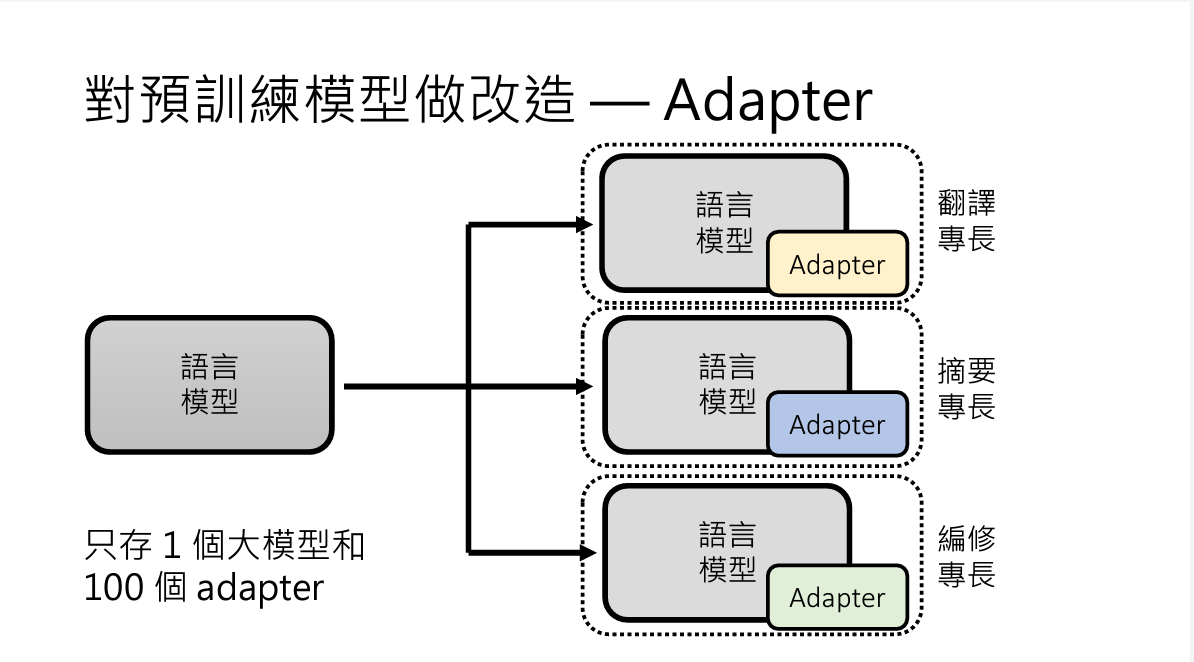 對預訓練模型做改造 — Adapter
語言
模型
Adapter
翻譯
專長
語言
模型
語言
模型
Adapter
摘要
專長
語言
模型
Adapter
編修
專長
只存 1 個大模型和
100 個 adapter